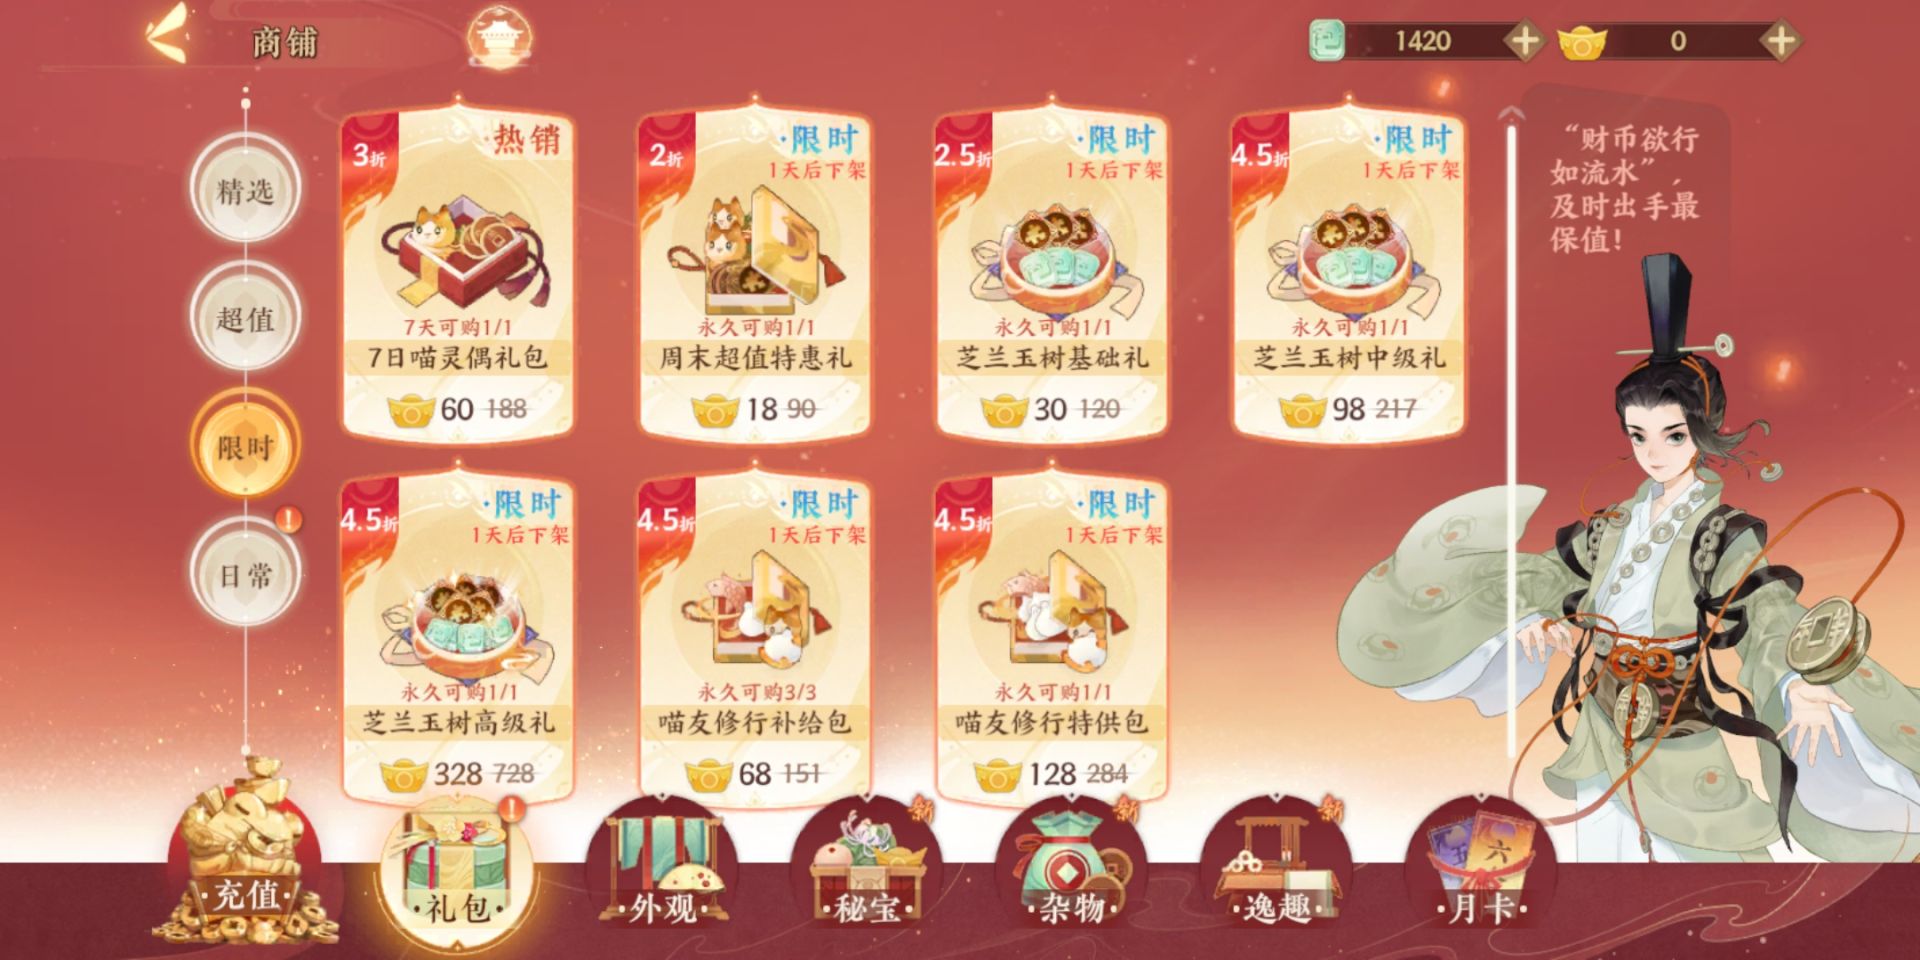 商铺
1420
0
精选
超值
限时
日常
3折
·热销
7天可购1/1
7日喵灵偶礼包
60 188
2折
·限时
1天后下架
永久可购1/1
周末超值特惠礼
18 90
2.5折
·限时
1天后下架
永久可购1/1
芝兰玉树基础礼
30 120
4.5折
·限时
1天后下架
永久可购1/1
芝兰玉树中级礼
98 217
4.5折
·限时
1天后下架
永久可购1/1
芝兰玉树高级礼
328 728
4.5折
·限时
1天后下架
永久可购3/3
喵友修行补给包
68 151
4.5折
·限时
1天后下架
永久可购1/1
喵友修行特供包
128 284
“财币欲行
如流水”，
及时出手最
保值！
·充值·
·礼包·
·外观·
新
·秘宝·
新
·杂物·
新
·逸趣·
五
六
·月卡·